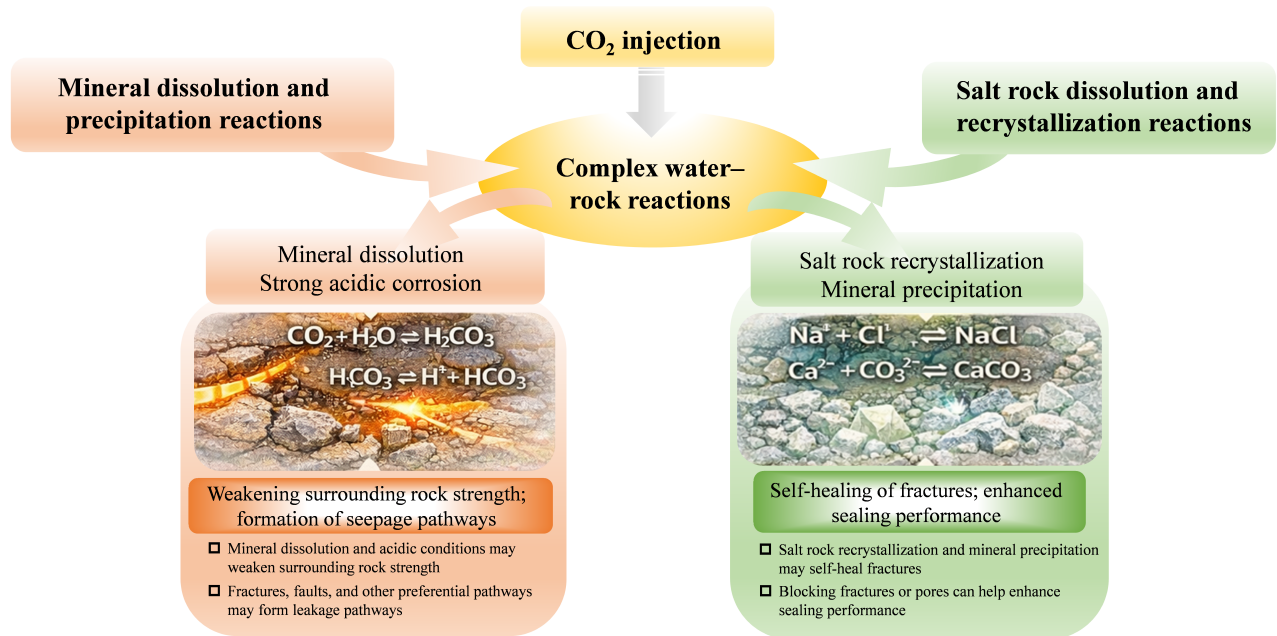 CO₂ injection
Mineral dissolution and
precipitation reactions
Salt rock dissolution and
recrystallization reactions
Complex water–
rock reactions
Mineral dissolution
Strong acidic corrosion
CO₂ + H₂O ⇌ H₂CO₃
H₂CO₃ ⇌ H⁺ + HCO₃
Weakening surrounding rock strength;
formation of seepage pathways
Mineral dissolution and acidic conditions may
weaken surrounding rock strength
Fractures, faults, and other preferential pathways
may form leakage pathways
Salt rock recrystallization
Mineral precipitation
Na⁺ + Cl ⇌ NaCl
Ca²⁻ + CO₃²⁻ ⇌ CaCO₃
Self-healing of fractures; enhanced
sealing performance
Salt rock recrystallization and mineral precipitation
may self-heal fractures
Blocking fractures or pores can help enhance
sealing performance